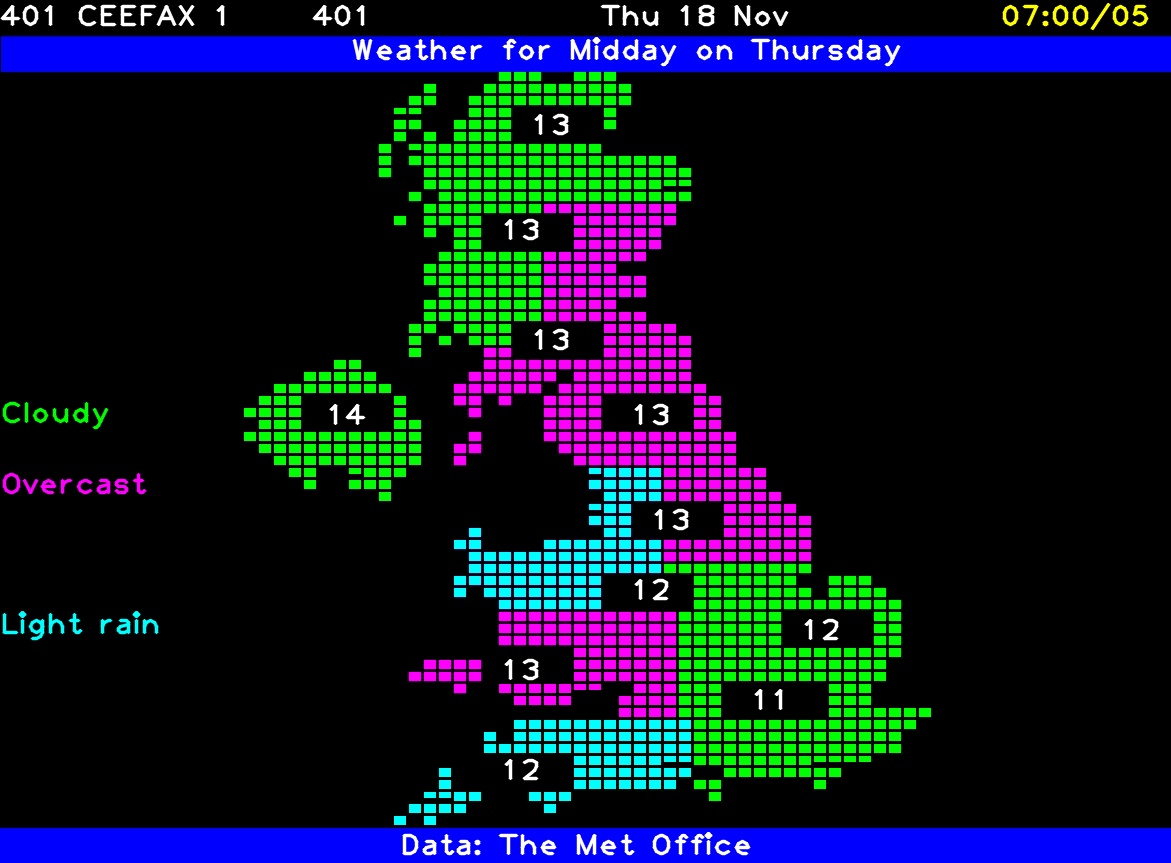 401 CEEFAX 1 401 Thu 18 Nov 07:00/05
Weather for Midday on Thursday
13
13
13
Cloudy 14 13
Overcast
13
12
Light rain 12
13
11
12
Data: The Met Office